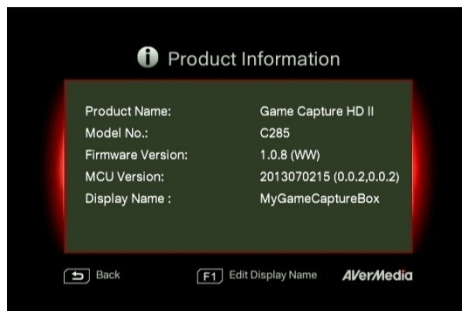 Product Information
Product Name: Game Capture HD II
Model No.: C285
Firmware Version: 1.0.8 (WW)
MCU Version: 2013070215 (0.0.2,0.0.2)
Display Name : MyGameCaptureBox
Back F1 Edit Display Name AVerMedia